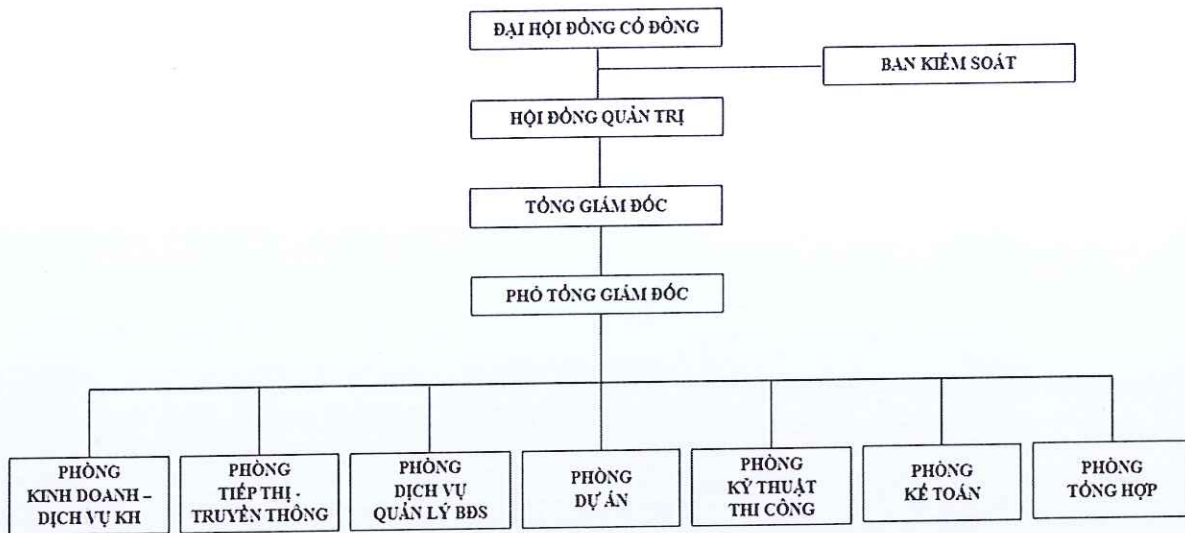 ĐẠI HỘI ĐỒNG CỔ ĐÔNG
BAN KIỂM SOÁT
HỘI ĐỒNG QUẢN TRỊ
TỔNG GIÁM ĐỐC
PHÓ TỔNG GIÁM ĐỐC
PHÒNG
KINH DOANH –
DỊCH VỤ KH
PHÒNG
TIẾP THỊ -
TRUYỀN THÔNG
PHÒNG
DỊCH VỤ
QUẢN LÝ BĐS
PHÒNG
DỰ ÁN
PHÒNG
KỸ THUẬT
THI CÔNG
PHÒNG
KẾ TOÁN
PHÒNG
TỔNG HỢP